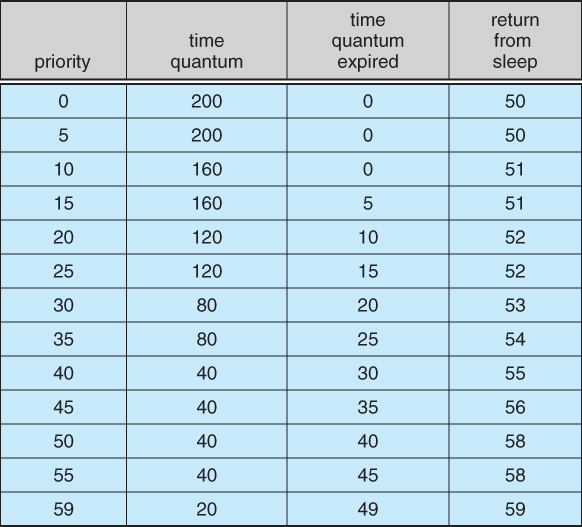 priority time quantum time quantum expired return from sleep
0 200 0 50
5 200 0 50
10 160 0 51
15 160 5 51
20 120 10 52
25 120 15 52
30 80 20 53
35 80 25 54
40 40 30 55
45 40 35 56
50 40 40 58
55 40 45 58
59 20 49 59